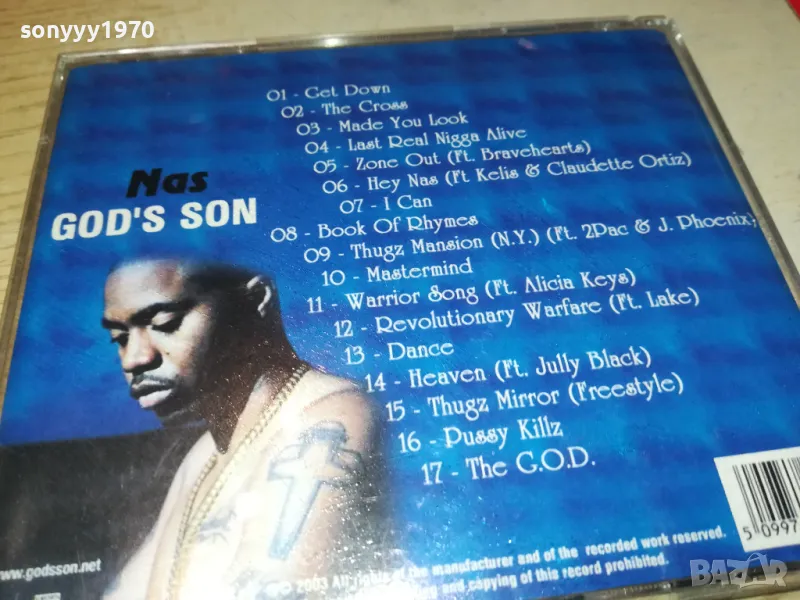 sonyyy1970
01 - Get Down
02 - The Cross
03 - Made You Look
04 - Last Real Nigga Alive
05 - Zone Out (Ft. Bravehearts)
06 - Hey Nas (Ft Kelis & Claudette Ortiz)
07 - I Can
08 - Book Of Rhymes
09 - Thugz Mansion (N.Y.) (Ft. 2Pac & J. Phoenix)
10 - Mastermind
11 - Warrior Song (Ft. Alicia Keys)
12 - Revolutionary Warfare (Ft. Lake)
13 - Dance
14 - Heaven (Ft. Jully Black)
15 - Thugz Mirror (Freestyle)
16 - Pussy Killz
17 - The G.O.D.
Nas
GOD'S SON
www.godsson.net
© 2003 All rights of the manufacturer and of the recorded work reserved.
and copying of this record prohibited.
5 0997
BAZAR